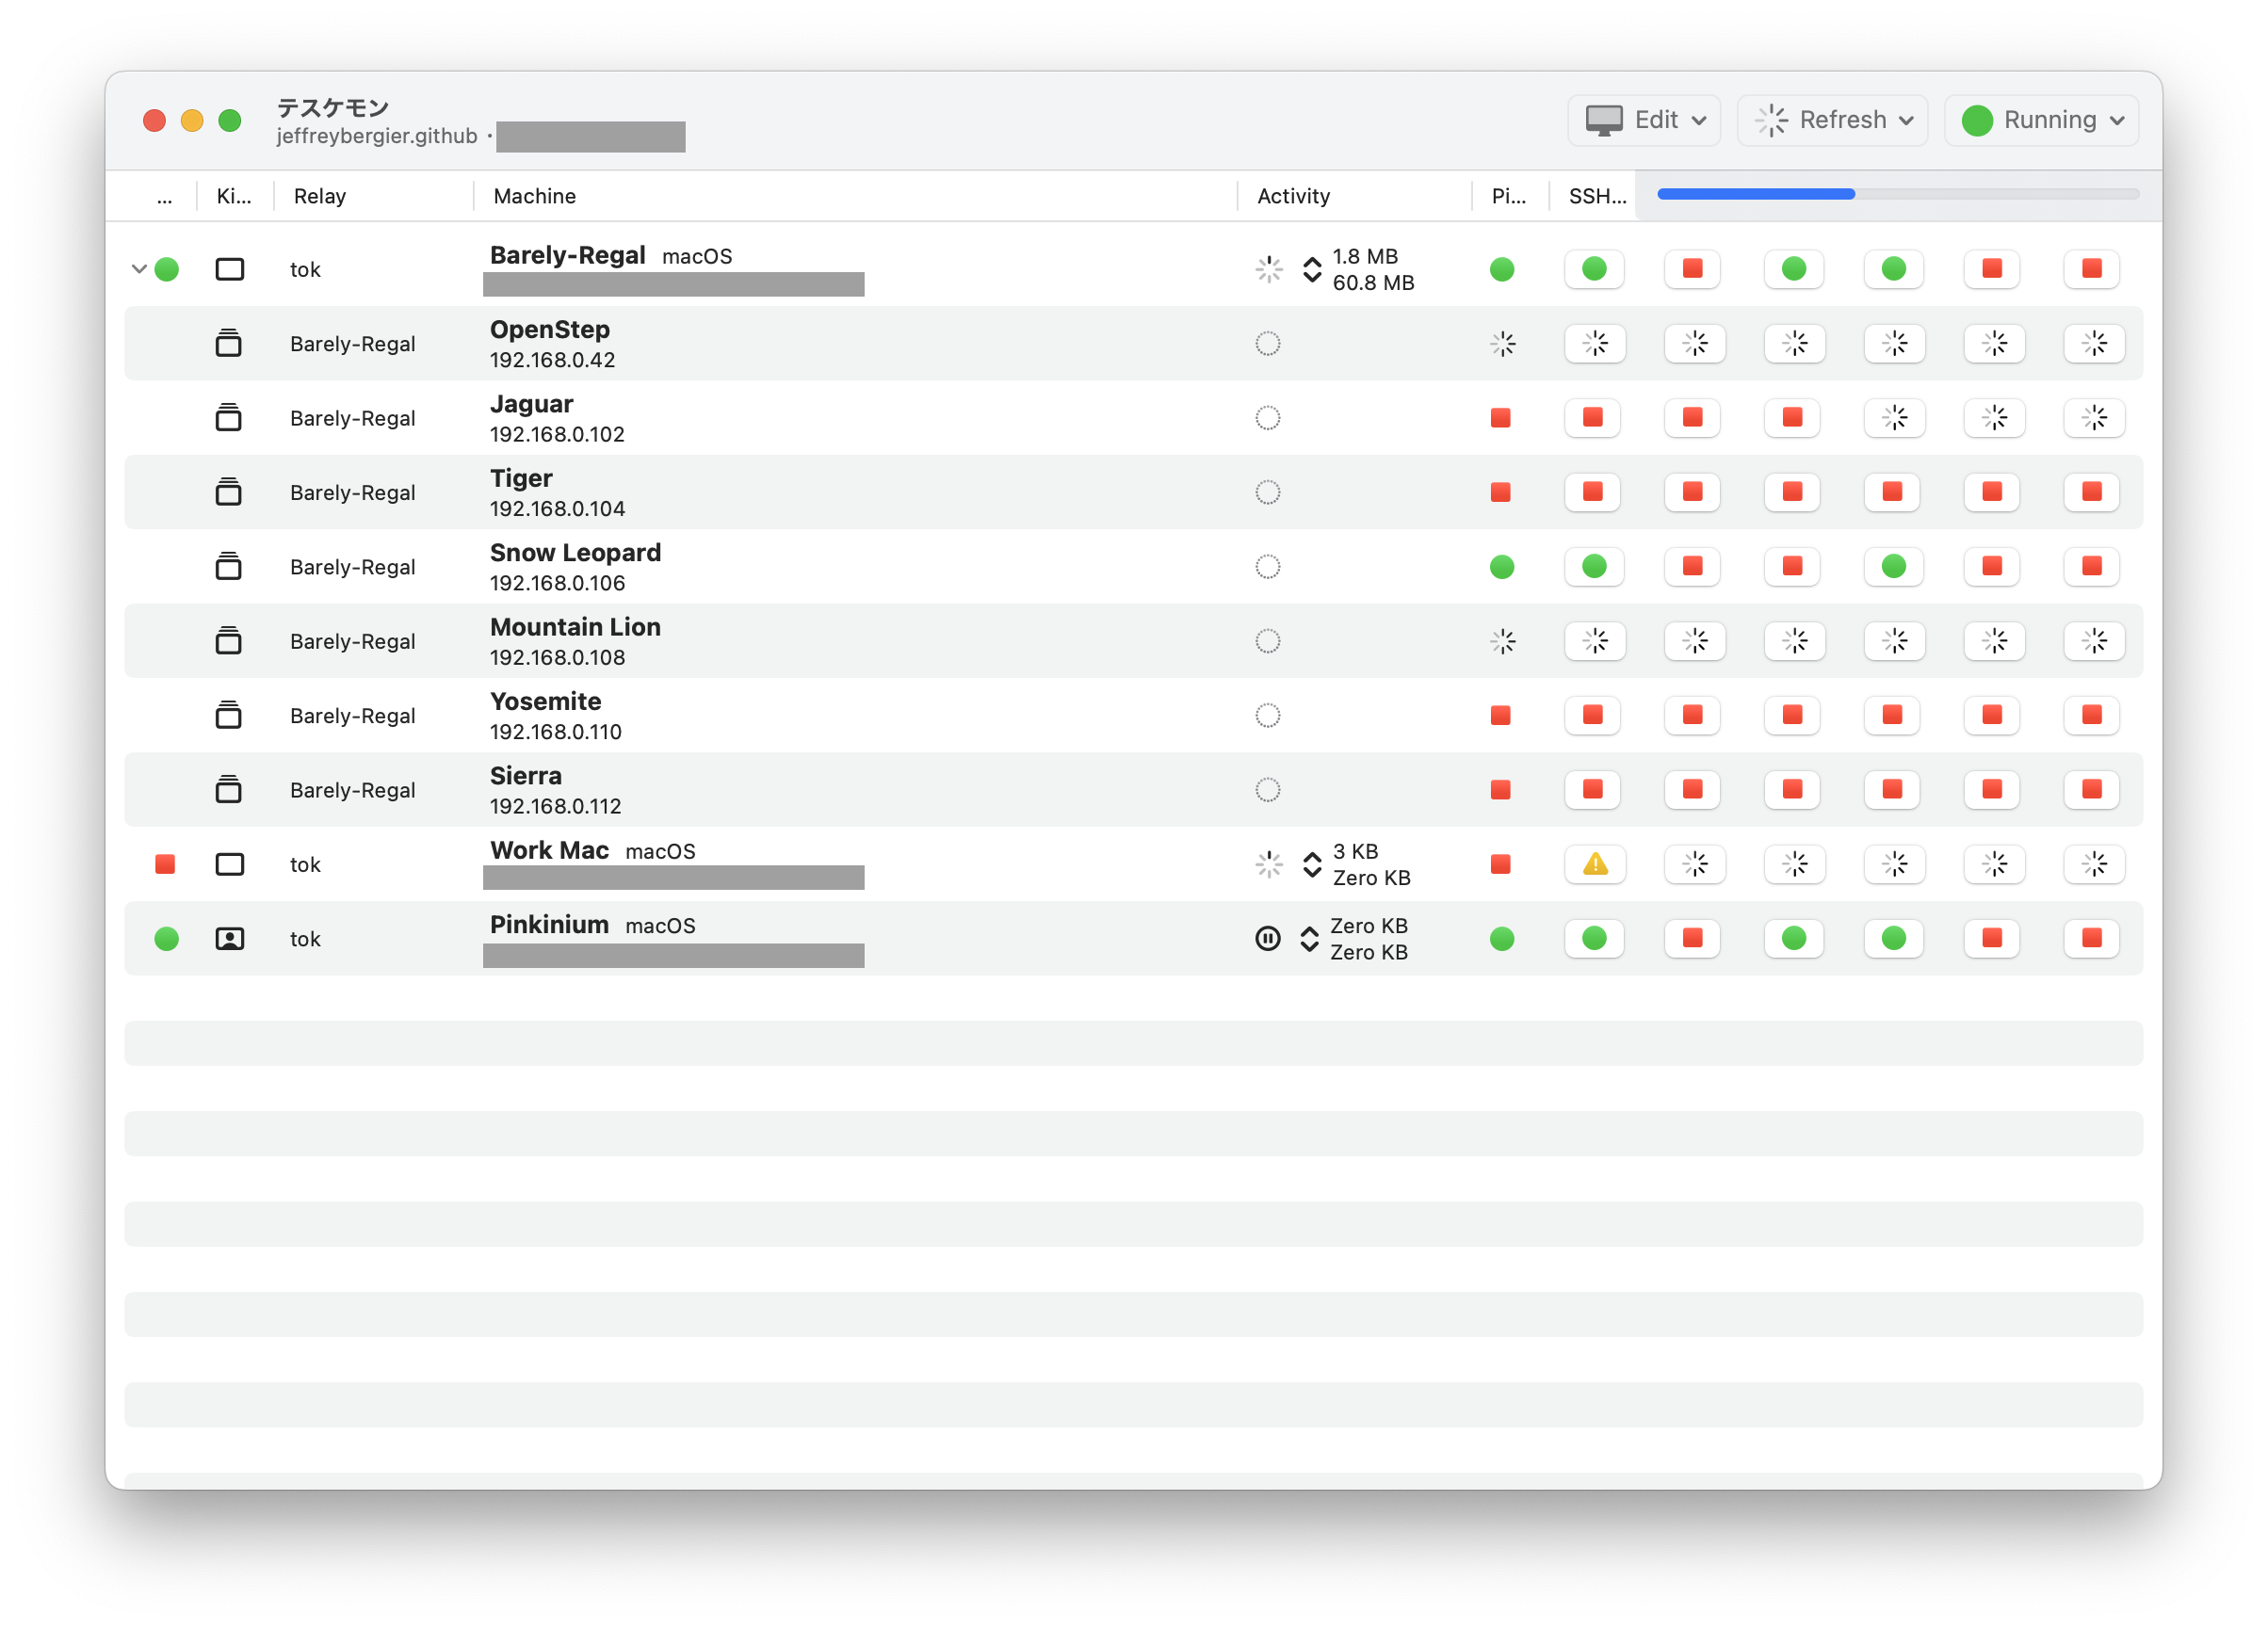 テスケモン
jeffreybergier.github ·
Edit
Refresh
Running
... Ki... Relay Machine Activity Pi... SSH...
tok Barely-Regal macOS 1.8 MB
60.8 MB
Barely-Regal OpenStep
192.168.0.42
Barely-Regal Jaguar
192.168.0.102
Barely-Regal Tiger
192.168.0.104
Barely-Regal Snow Leopard
192.168.0.106
Barely-Regal Mountain Lion
192.168.0.108
Barely-Regal Yosemite
192.168.0.110
Barely-Regal Sierra
192.168.0.112
tok Work Mac macOS 3 KB
Zero KB
tok Pinkinium macOS Zero KB
Zero KB